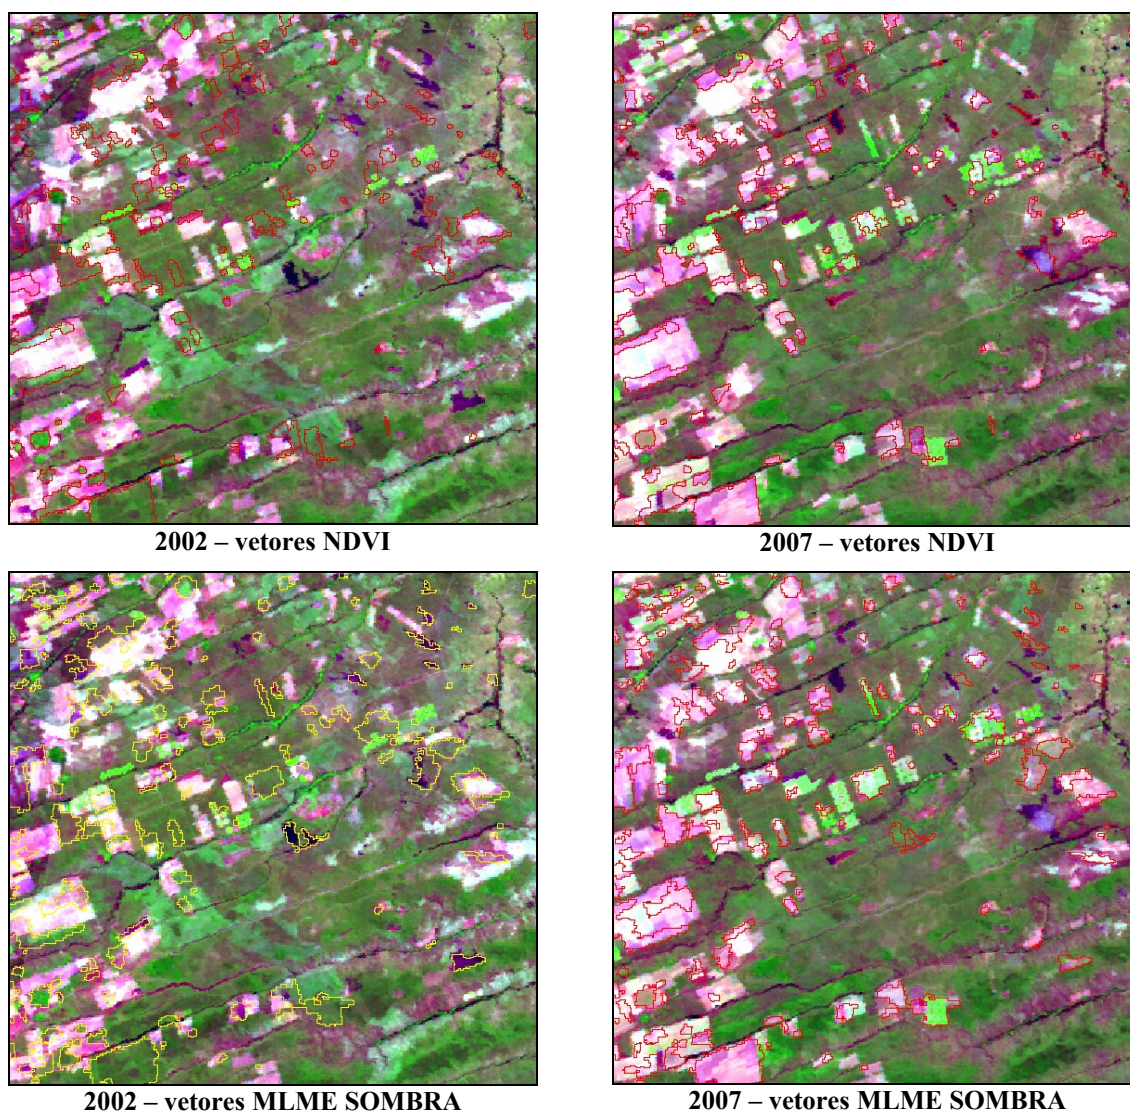 2002 – vetores NDVI
2007 – vetores NDVI
2002 – vetores MLME SOMBRA
2007 – vetores MLME SOMBRA